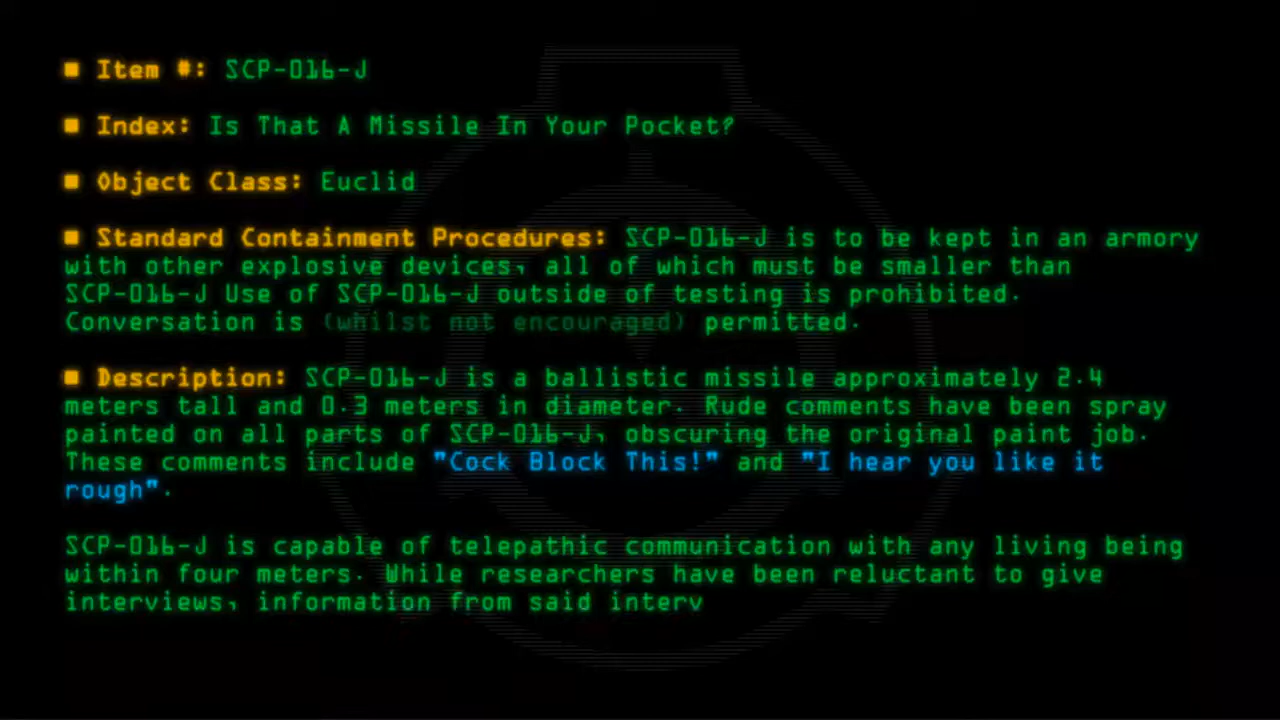 ■ Item #: SCP-016-J
■ Index: Is That A Missile In Your Pocket?
■ Object Class: Euclid
■ Standard Containment Procedures: SCP-016-J is to be kept in an armory
with other explosive devices, all of which must be smaller than
SCP-016-J Use of SCP-016-J outside of testing is prohibited.
Conversation is (whilst not encouraged) permitted.
■ Description: SCP-016-J is a ballistic missile approximately 2.4
meters tall and 0.3 meters in diameter. Rude comments have been spray
painted on all parts of SCP-016-J, obscuring the original paint job.
These comments include "Cock Block This!" and "I hear you like it
rough".
SCP-016-J is capable of telepathic communication with any living being
within four meters. While researchers have been reluctant to give
interviews, information from said interv